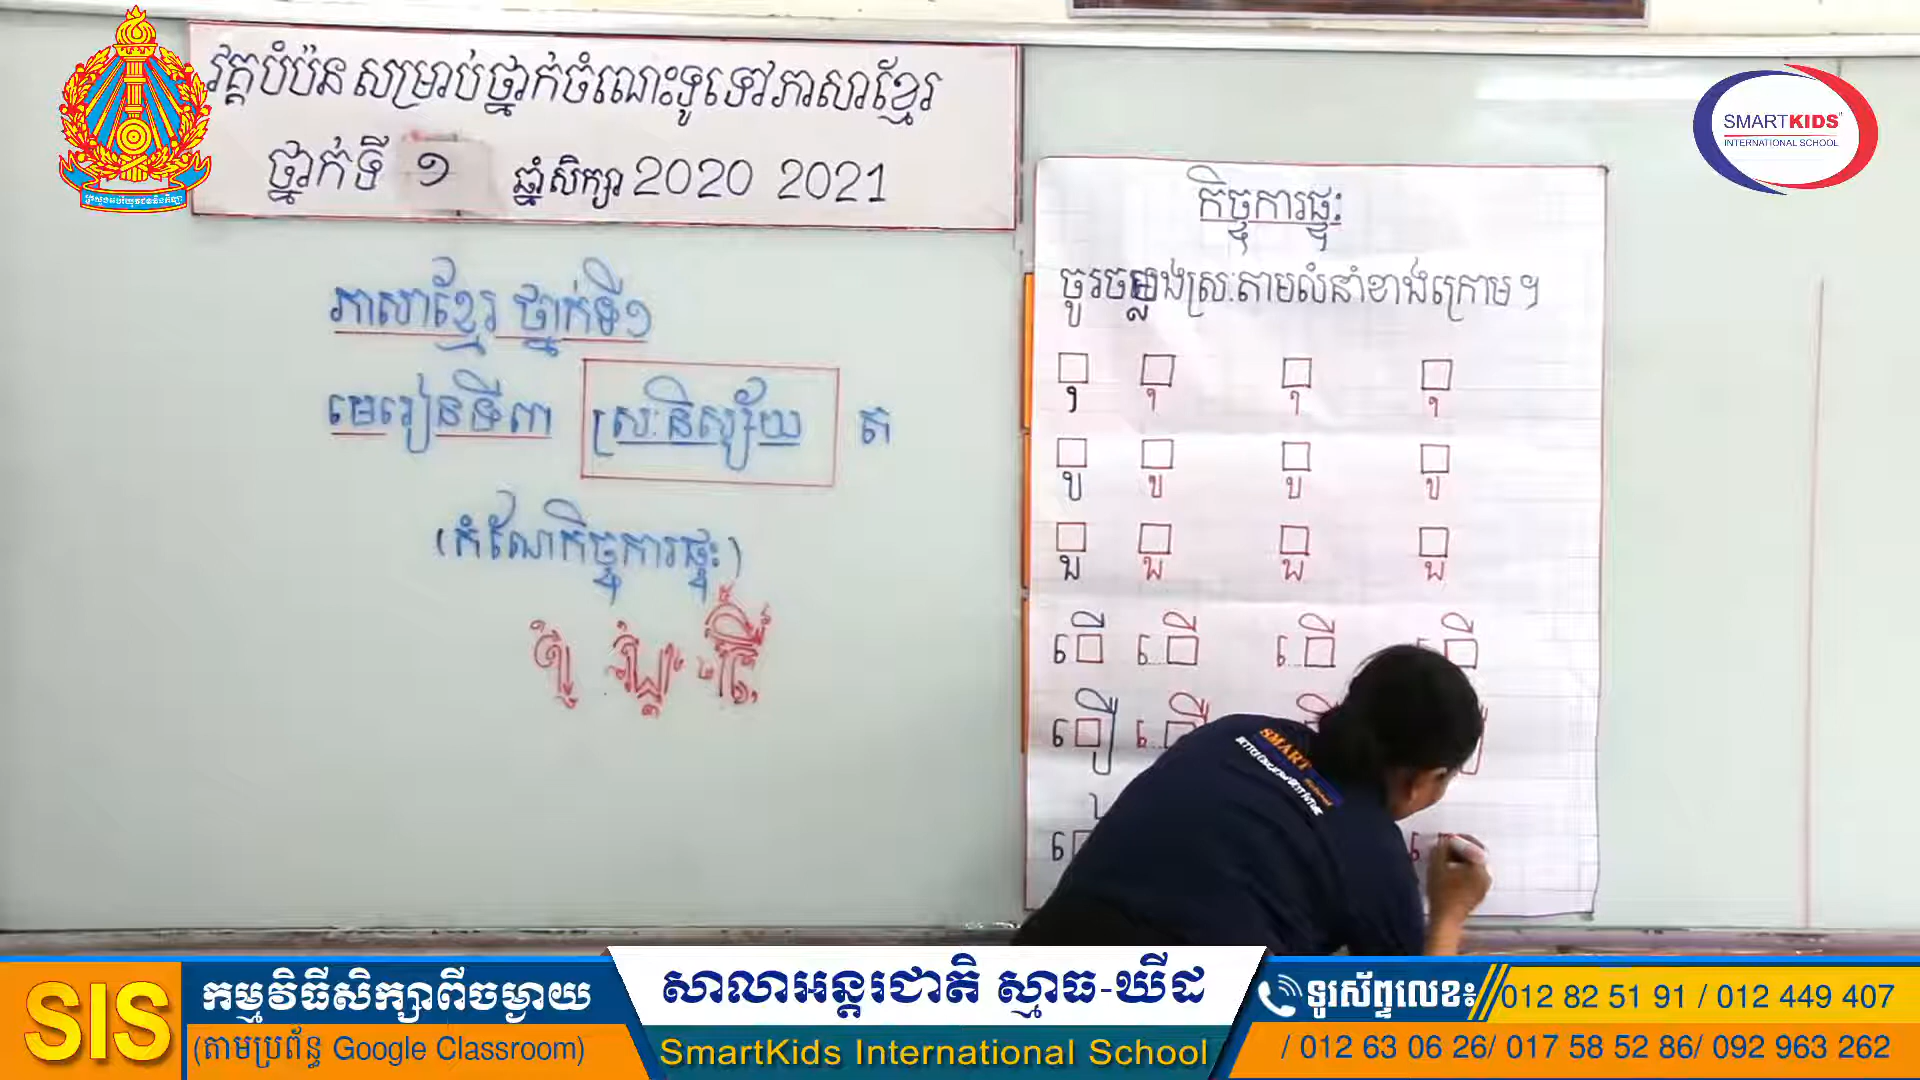 វគ្គបំប៉ន សម្រាប់ថ្នាក់ចំណេះទូទៅភាសាខ្មែរ
ថ្នាក់ទី ១ ឆ្នាំសិក្សា 2020 2021
ភាសាខ្មែរ ថ្នាក់ទី១
មេរៀនទី៣ ស្រៈនិស្ស័យ ត
(កំណែកិច្ចការផ្ទះ)
កិច្ចការផ្ទះ
ចូរចម្លងស្រៈតាមលំនាំខាងក្រោម ។
ុ ុ ុ ុ
ូ ូ ូ ូ
ួ ួ ួ ួ
ើ ើ ើ ើ
ឿ ឿ
SMARTKIDS
INTERNATIONAL SCHOOL
SMART
SIS
កម្មវិធីសិក្សាពីចម្ងាយ
(តាមប្រព័ន្ធ Google Classroom)
សាលាអន្តរជាតិ ស្មាធ-ឃីដ
SmartKids International School
ទូរស័ព្ទលេខៈ 012 82 51 91 / 012 449 407
/ 012 63 06 26/ 017 58 52 86/ 092 963 262